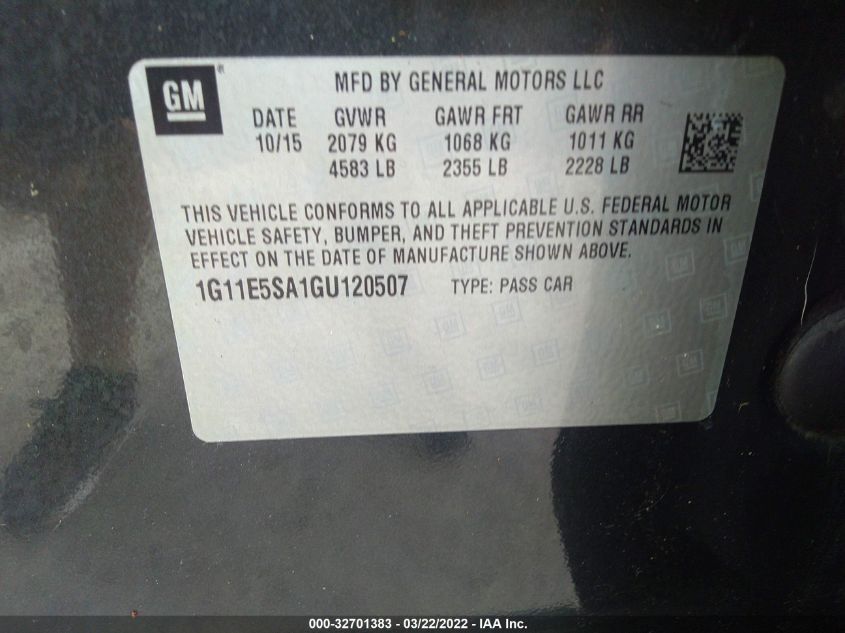 GM
MFD BY GENERAL MOTORS LLC
DATE GVWR GAWR FRT GAWR RR
10/15 2079 KG 1068 KG 1011 KG
4583 LB 2355 LB 2228 LB
THIS VEHICLE CONFORMS TO ALL APPLICABLE U.S. FEDERAL MOTOR
VEHICLE SAFETY, BUMPER, AND THEFT PREVENTION STANDARDS IN
EFFECT ON THE DATE OF MANUFACTURE SHOWN ABOVE.
1G11E5SA1GU120507 TYPE: PASS CAR
000-32701383 - 03/22/2022 - IAA Inc.